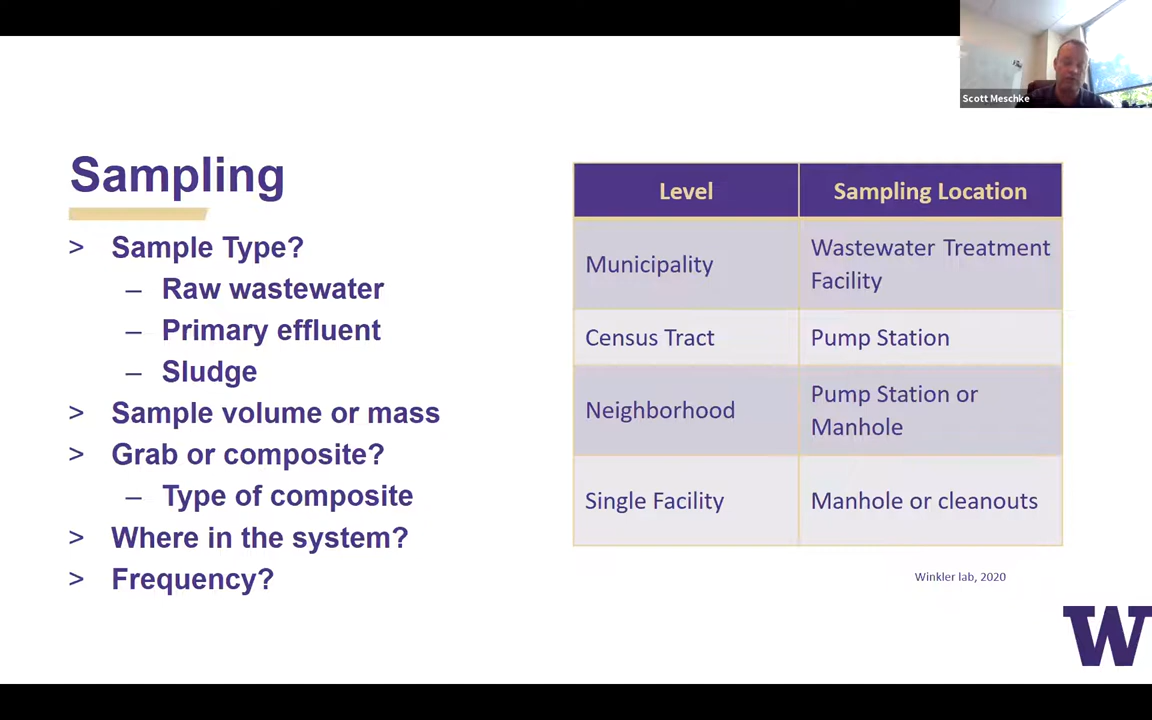 Scott Meschke
Sampling
> Sample Type?
– Raw wastewater
– Primary effluent
– Sludge
> Sample volume or mass
> Grab or composite?
– Type of composite
> Where in the system?
> Frequency?
Level Sampling Location
Municipality Wastewater Treatment
Facility
Census Tract Pump Station
Neighborhood Pump Station or
Manhole
Single Facility Manhole or cleanouts
Winkler lab, 2020
W